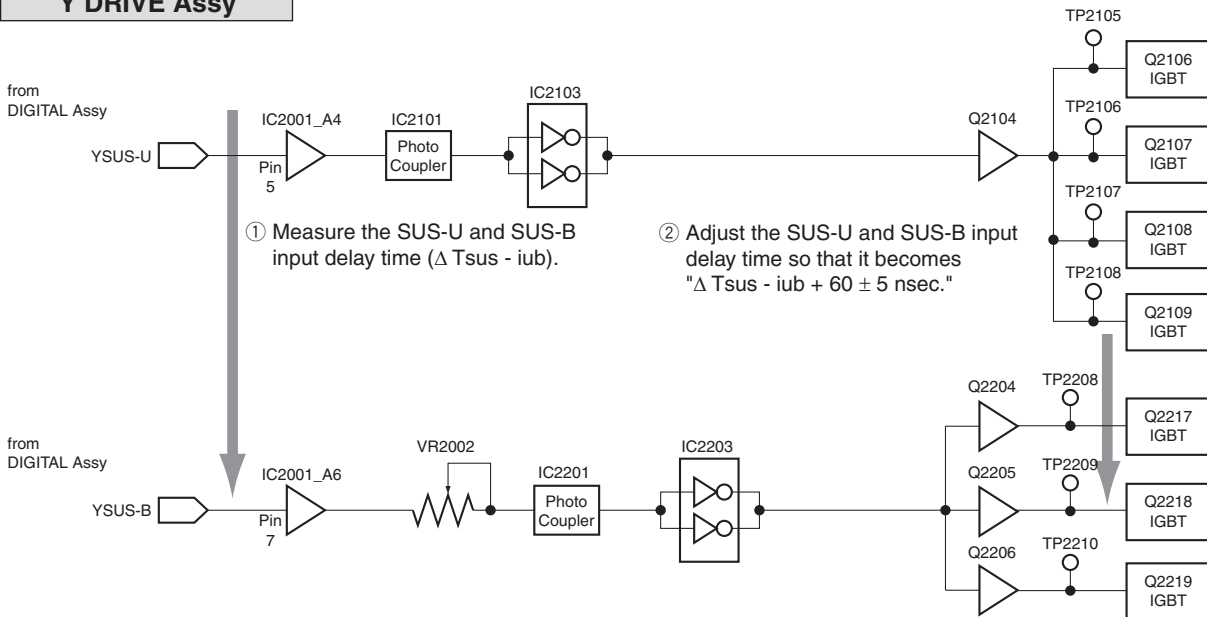 Y DRIVE Assy
from
DIGITAL Assy
YSUS-U
Pin
5
IC2001_A4
IC2101
Photo
Coupler
IC2103
Q2104
TP2105
Q2106
IGBT
TP2106
Q2107
IGBT
TP2107
Q2108
IGBT
TP2108
Q2109
IGBT
① Measure the SUS-U and SUS-B
input delay time (Δ Tsus - iub).
② Adjust the SUS-U and SUS-B input
delay time so that it becomes
"Δ Tsus - iub + 60 ± 5 nsec."
from
DIGITAL Assy
YSUS-B
Pin
7
IC2001_A6
VR2002
IC2201
Photo
Coupler
IC2203
Q2204
TP2208
Q2217
IGBT
Q2205
TP2209
Q2218
IGBT
Q2206
TP2210
Q2219
IGBT